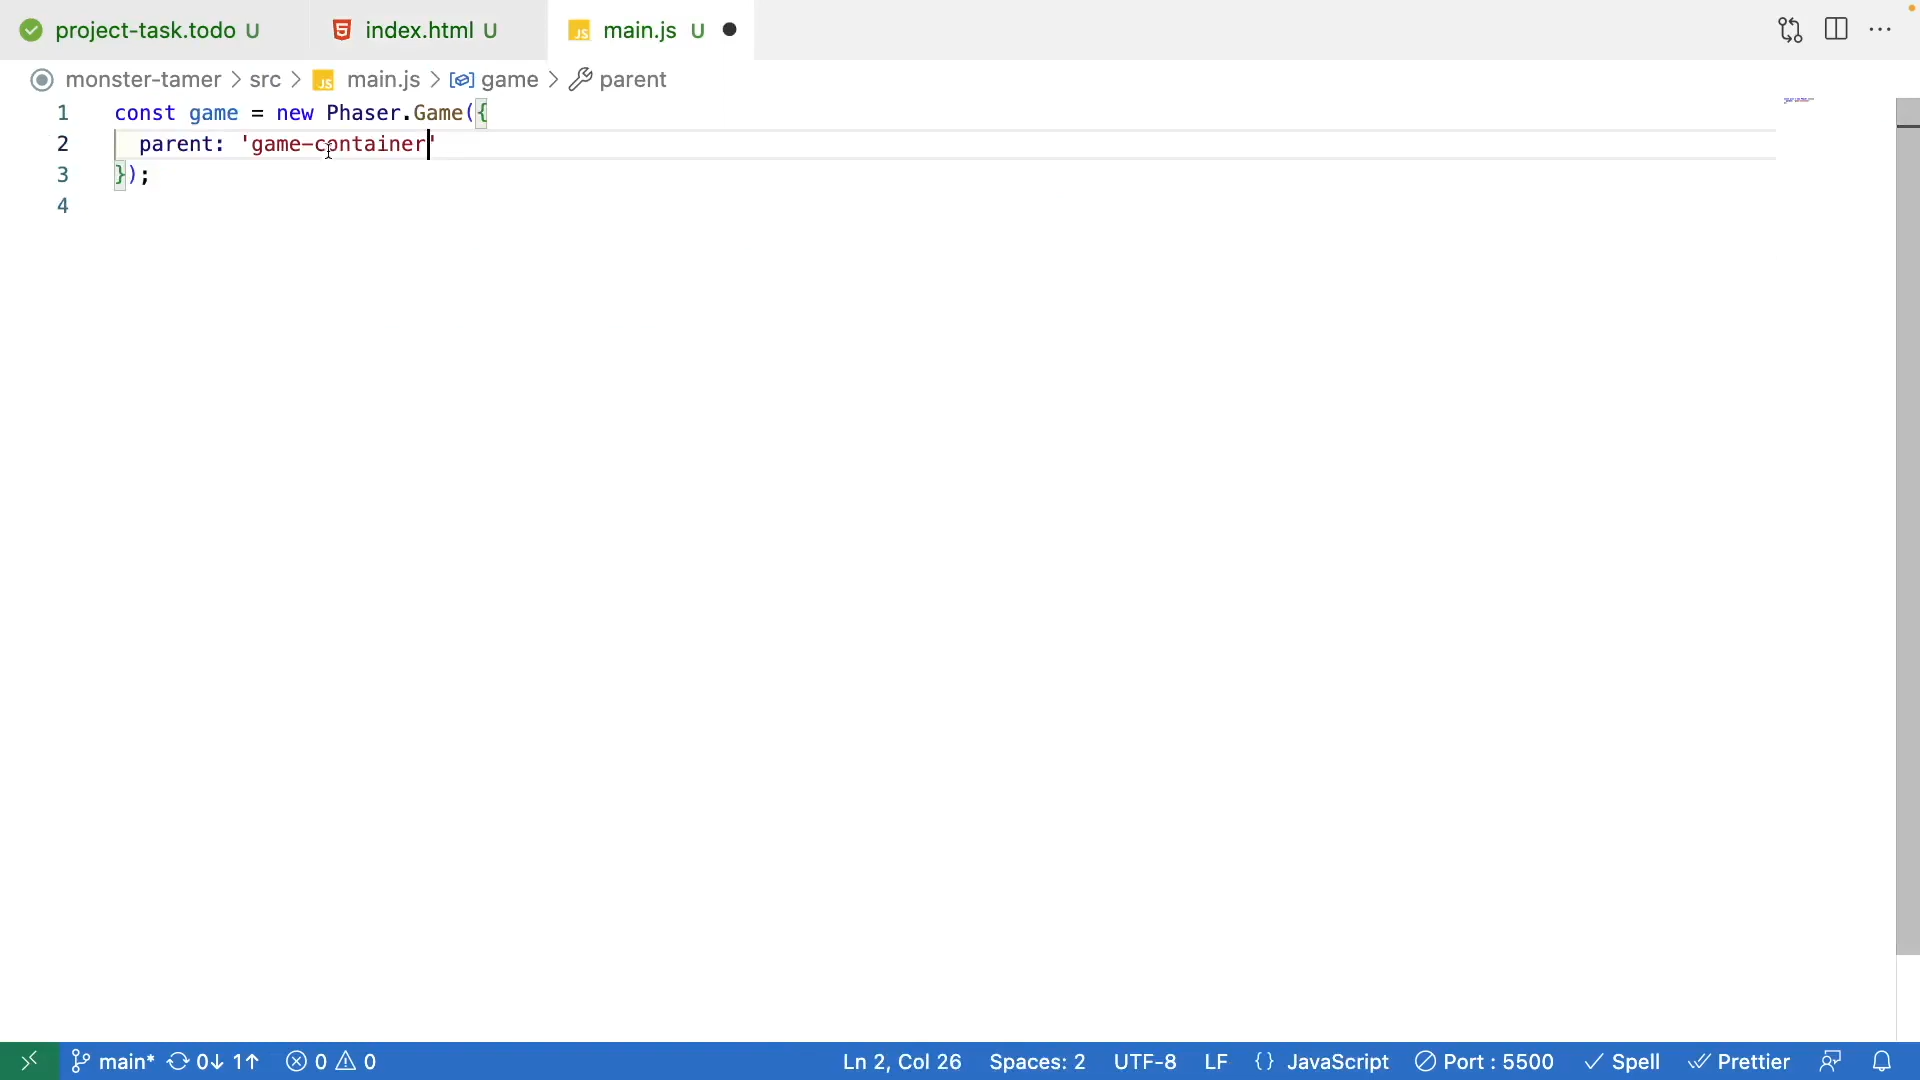 project-task.todo U
index.html U
JS main.js U
monster-tamer > src > JS main.js > game > parent
1 const game = new Phaser.Game({
2 parent: 'game-container'
3 });
4
main* 0↓ 1↑ 0 0 Ln 2, Col 26 Spaces: 2 UTF-8 LF {} JavaScript Port : 5500 Spell Prettier